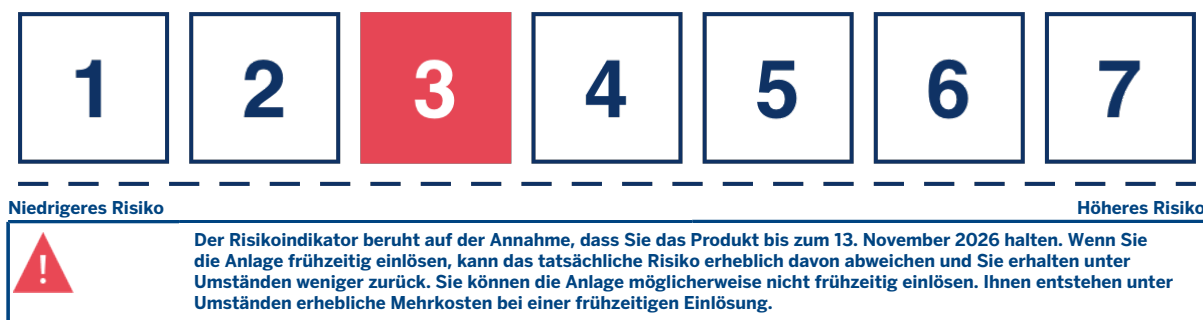 1 2 3 4 5 6 7
Niedrigeres Risiko Höheres Risiko
!
Der Risikoindikator beruht auf der Annahme, dass Sie das Produkt bis zum 13. November 2026 halten. Wenn Sie
die Anlage frühzeitig einlösen, kann das tatsächliche Risiko erheblich davon abweichen und Sie erhalten unter
Umständen weniger zurück. Sie können die Anlage möglicherweise nicht frühzeitig einlösen. Ihnen entstehen unter
Umständen erhebliche Mehrkosten bei einer frühzeitigen Einlösung.